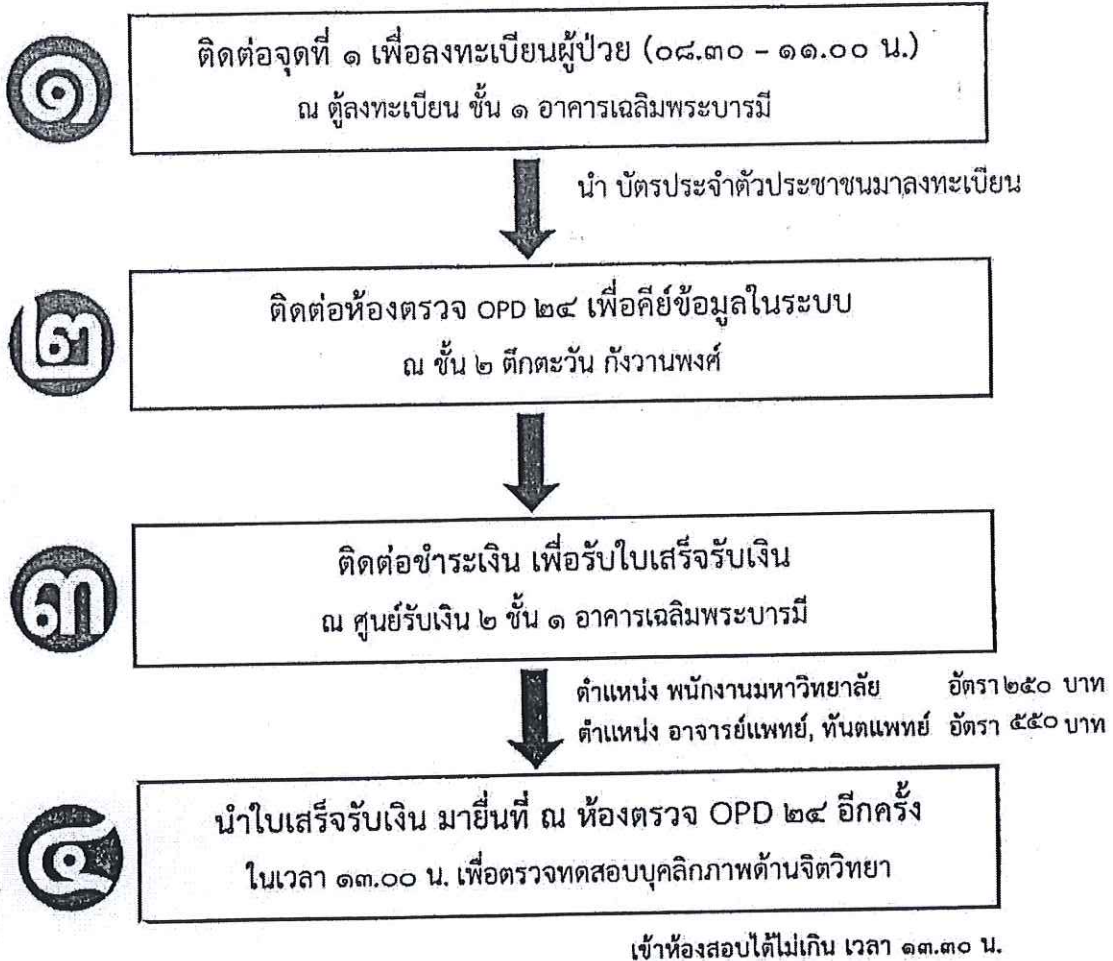 ๑
ติดต่อจุดที่ ๑ เพื่อลงทะเบียนผู้ป่วย (๐๘.๓๐ - ๑๑.๐๐ น.)
ณ ตู้ลงทะเบียน ชั้น ๑ อาคารเฉลิมพระบารมี
นำ บัตรประจำตัวประชาชนมาลงทะเบียน
๒
ติดต่อห้องตรวจ OPD ๒๔ เพื่อคีย์ข้อมูลในระบบ
ณ ชั้น ๒ ตึกตะวัน กังวานพงศ์
๓
ติดต่อชำระเงิน เพื่อรับใบเสร็จรับเงิน
ณ ศูนย์รับเงิน ๒ ชั้น ๑ อาคารเฉลิมพระบารมี
ตำแหน่ง พนักงานมหาวิทยาลัย อัตรา ๒๕๐ บาท
ตำแหน่ง อาจารย์แพทย์, ทันตแพทย์ อัตรา ๕๕๐ บาท
๔
นำใบเสร็จรับเงิน มายื่นที่ ณ ห้องตรวจ OPD ๒๔ อีกครั้ง
ในเวลา ๑๓.๐๐ น. เพื่อตรวจทดสอบบุคลิกภาพด้านจิตวิทยา
เข้าห้องสอบได้ไม่เกิน เวลา ๑๓.๓๐ น.